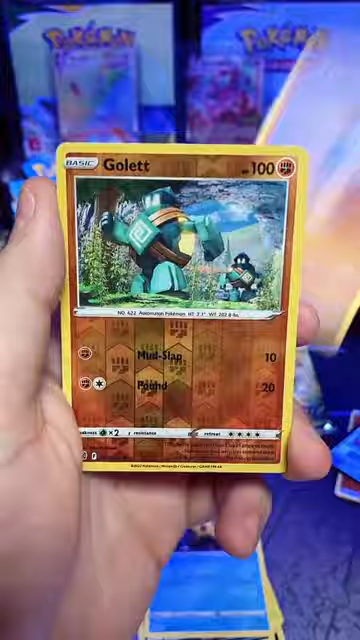 Pokémon
Pokémon
BASIC
Golett
HP 100
NO. 622 Automaton Pokémon HT: 3'3" WT: 202.8 lbs.
Mud-Slap 10
Pound 20
weakness ×2 resistance retreat